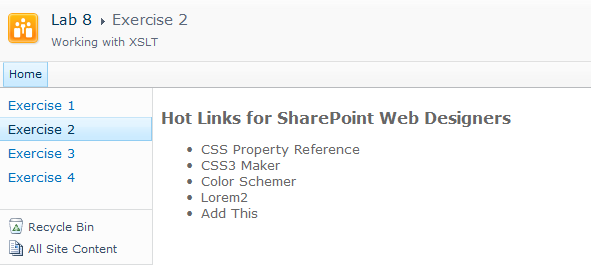 Lab 8 ▸ Exercise 2
Working with XSLT
Home
Exercise 1
Exercise 2
Exercise 3
Exercise 4
Recycle Bin
All Site Content
Hot Links for SharePoint Web Designers
• CSS Property Reference
• CSS3 Maker
• Color Schemer
• Lorem2
• Add This